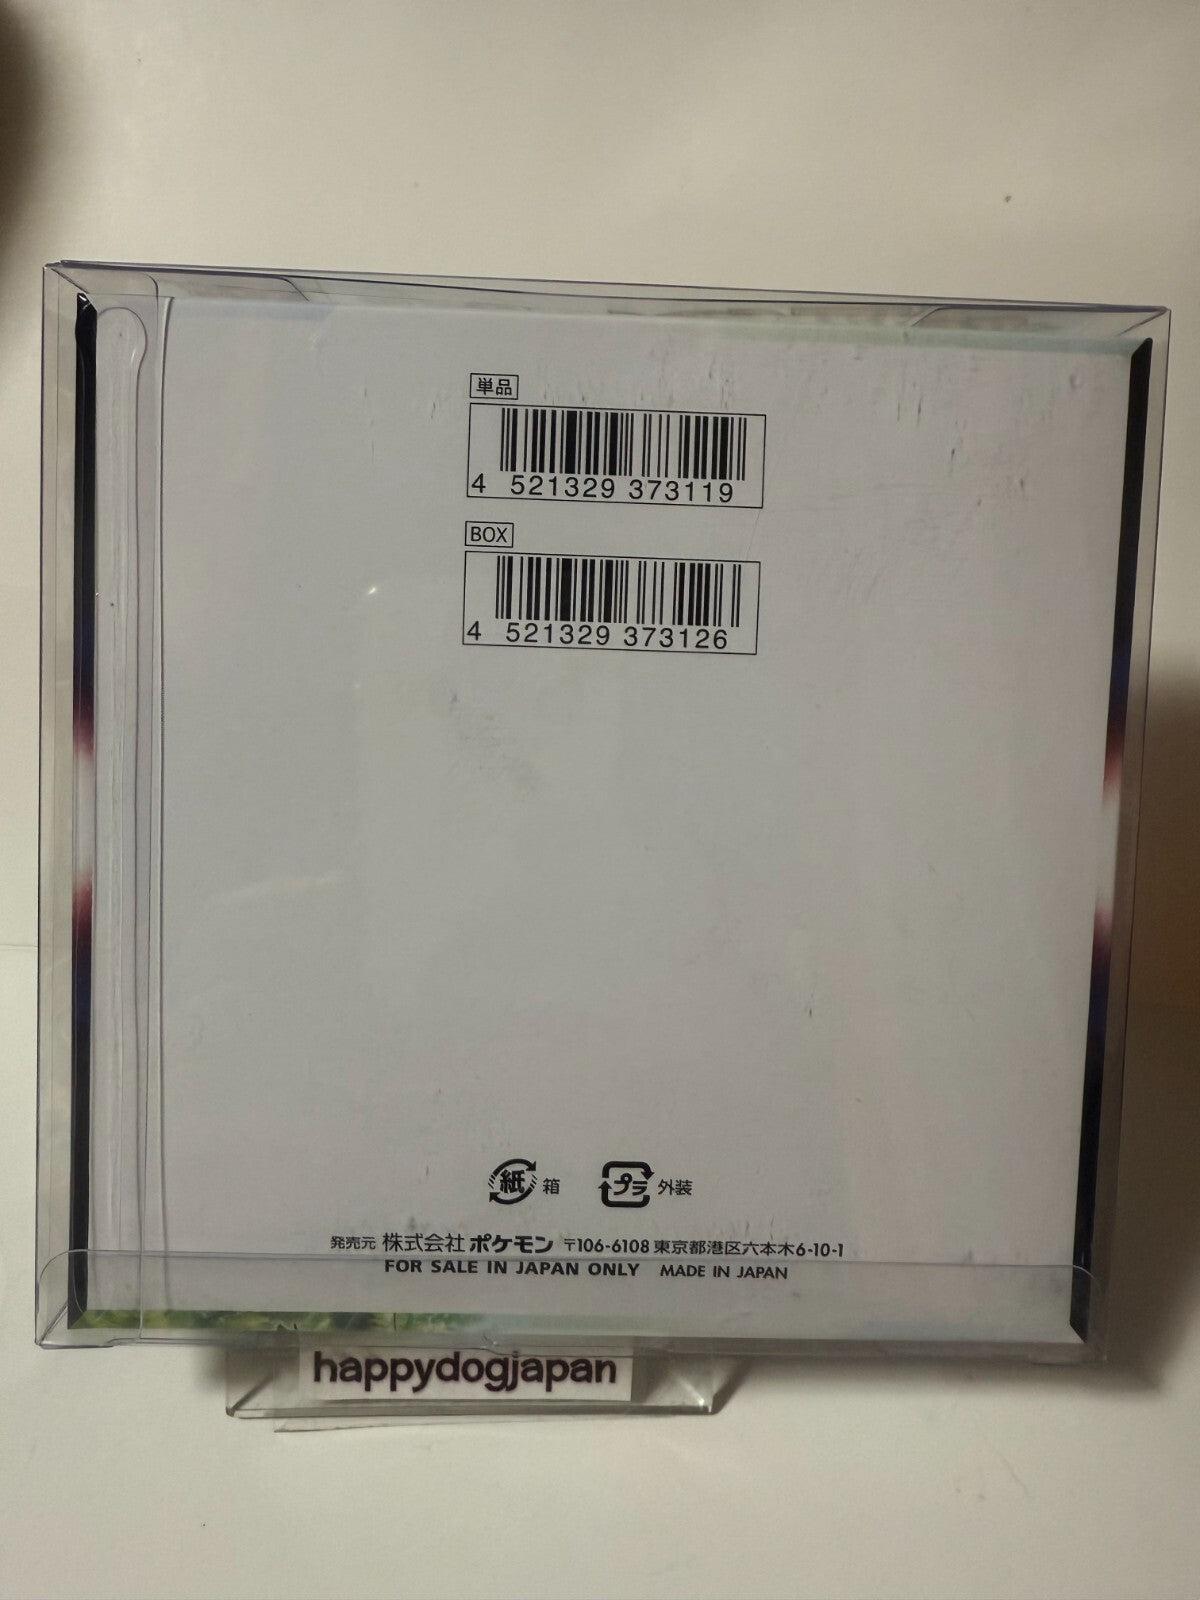 単品
4 521329 373119
BOX
4 521329 373126
紙 箱 プラ 外装
発売元 株式会社 ポケモン 〒106-6108 東京都港区六本木6-10-1
FOR SALE IN JAPAN ONLY MADE IN JAPAN
happydogjapan